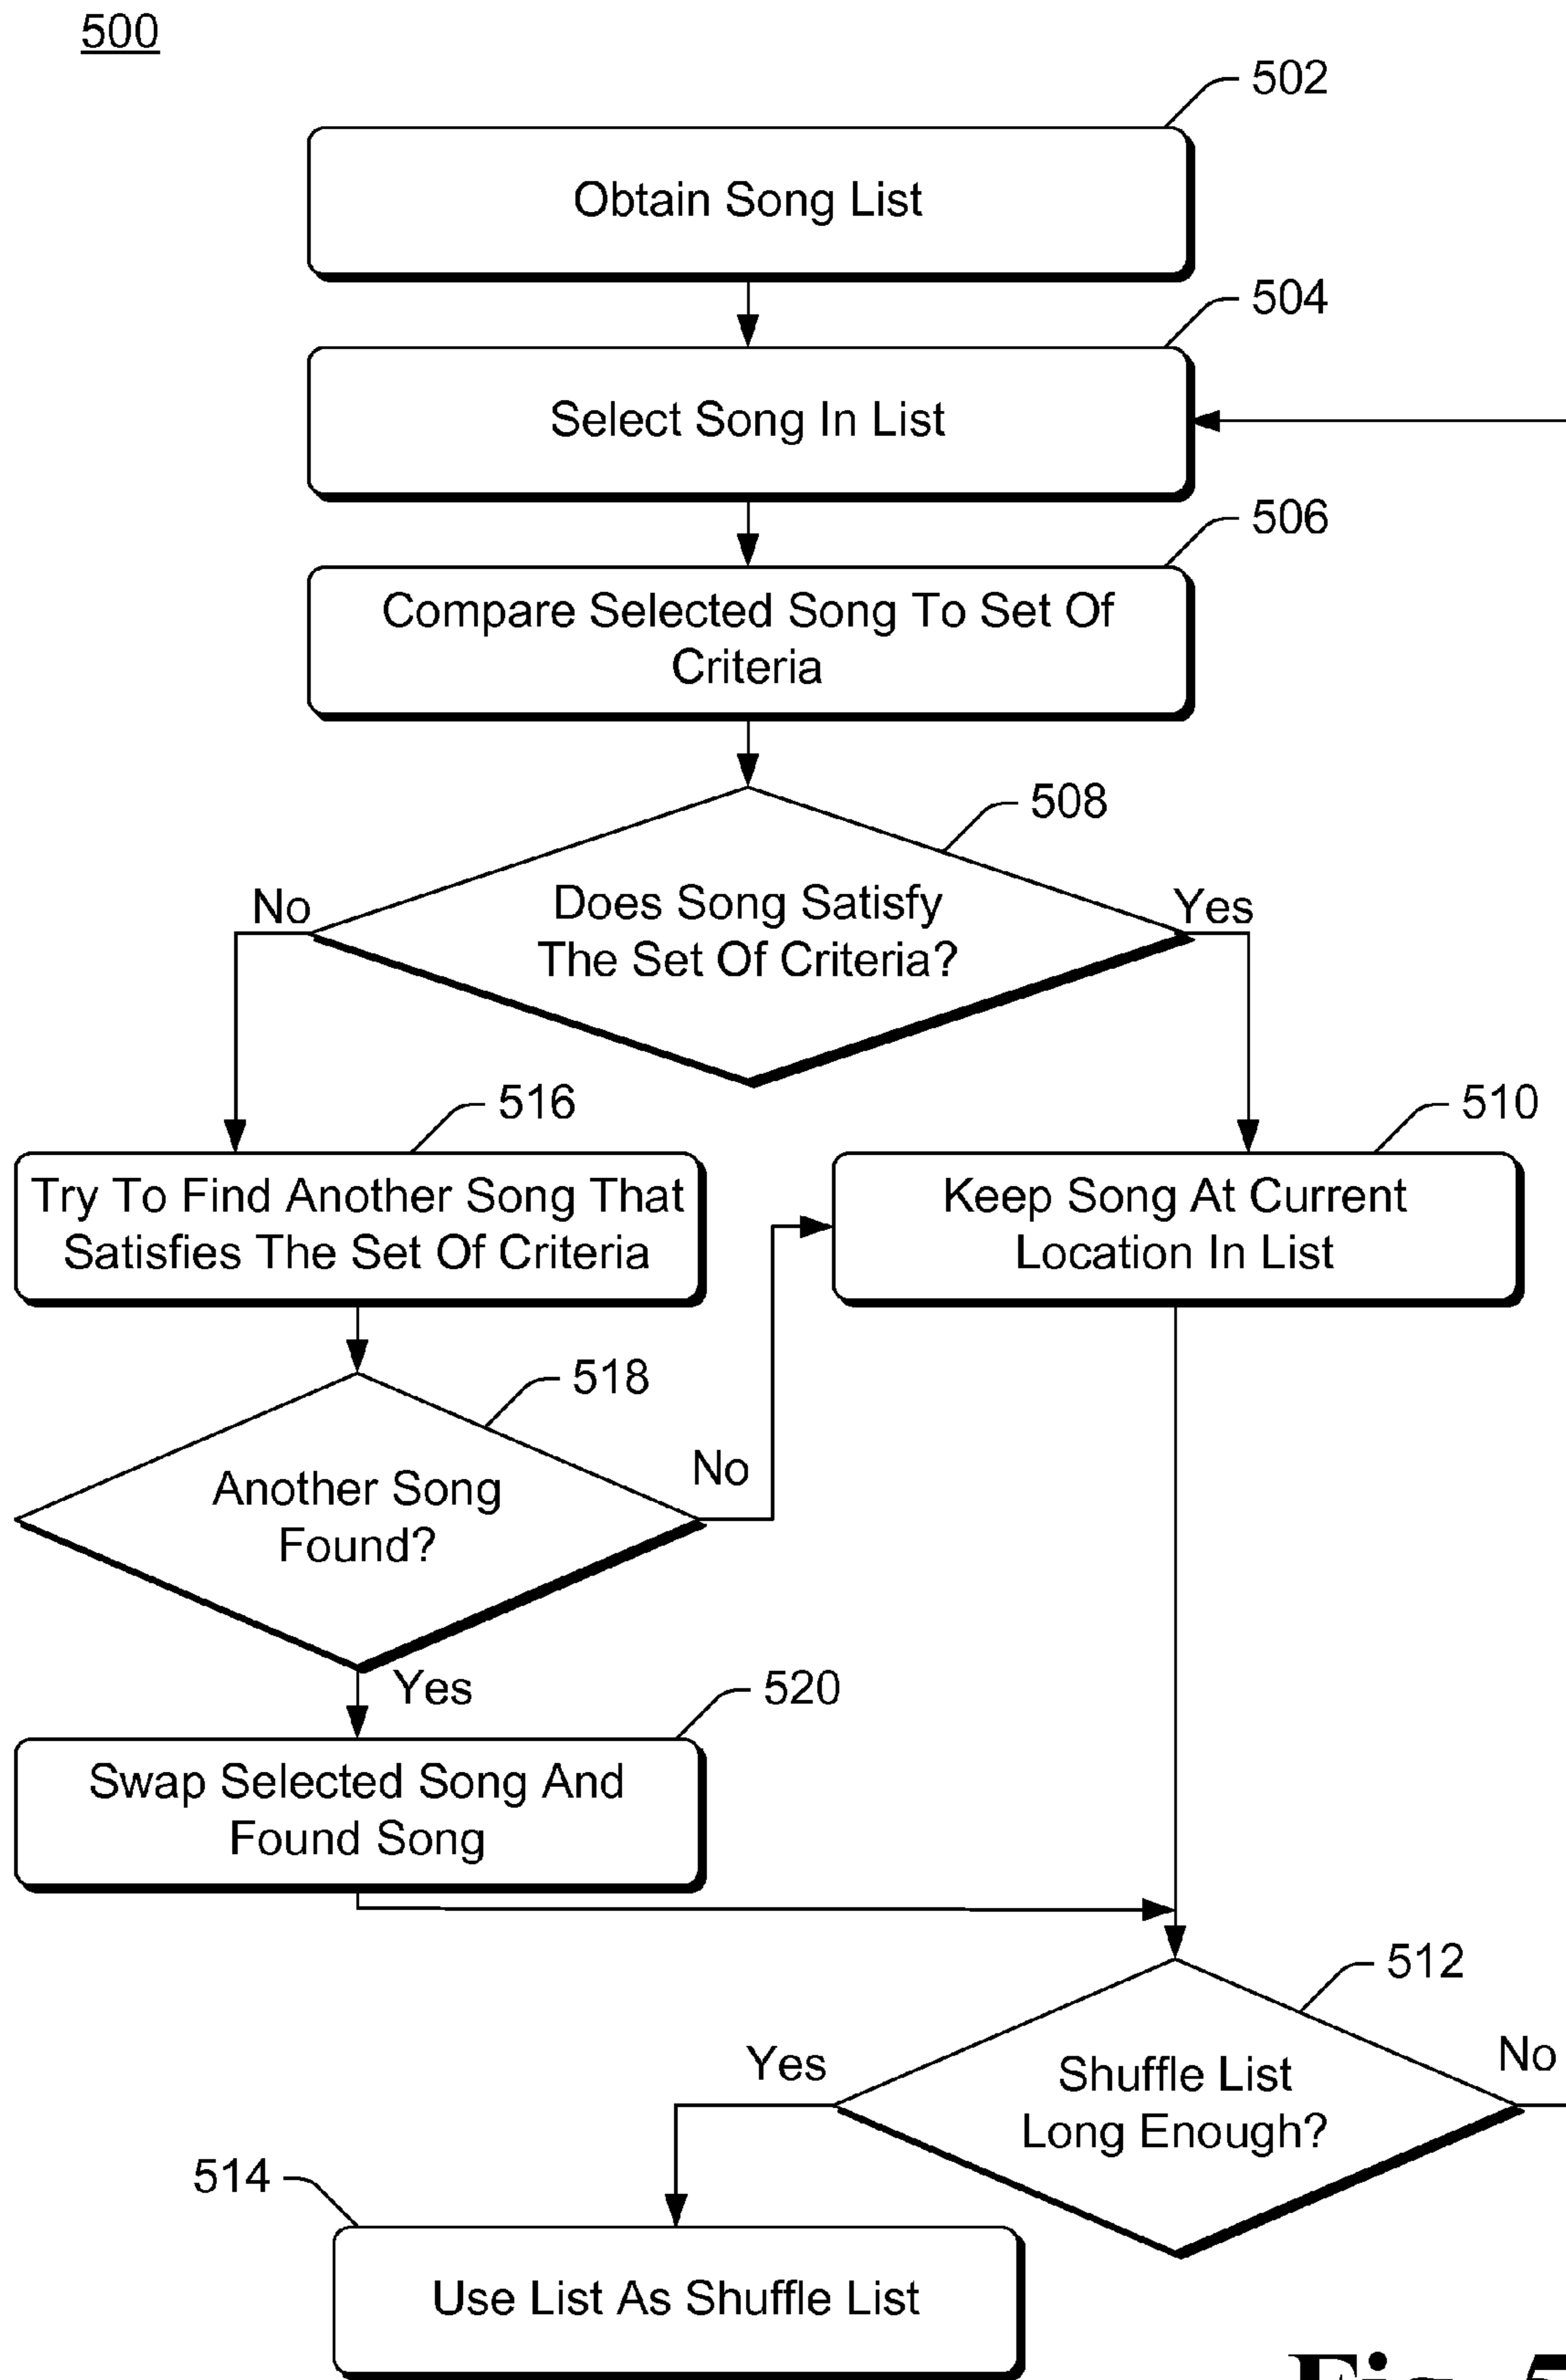 500
502
Obtain Song List
504
Select Song In List
506
Compare Selected Song To Set Of
Criteria
508
No
Does Song Satisfy
The Set Of Criteria?
Yes
516
510
Try To Find Another Song That
Satisfies The Set Of Criteria
Keep Song At Current
Location In List
518
No
Another Song
Found?
Yes
520
Swap Selected Song And
Found Song
512
Yes
Shuffle List
Long Enough?
No
514
Use List As Shuffle List